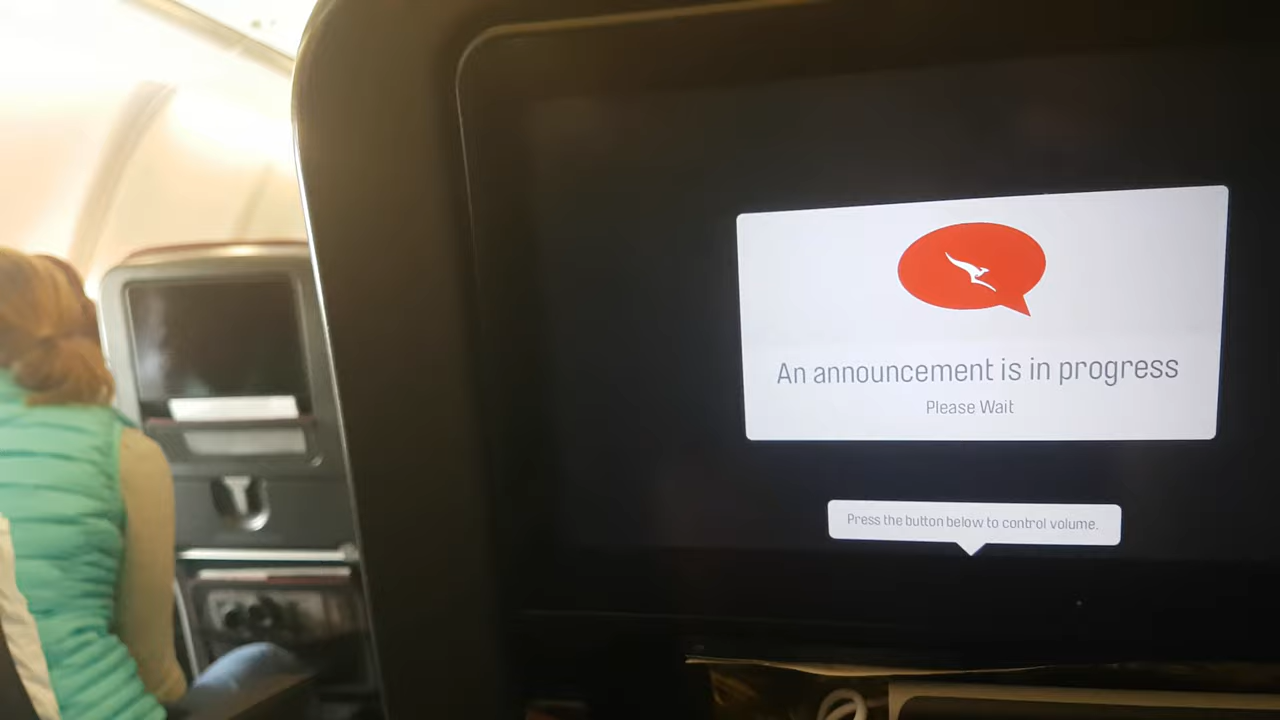 An announcement is in progress
Please Wait
Press the button below to control volume.